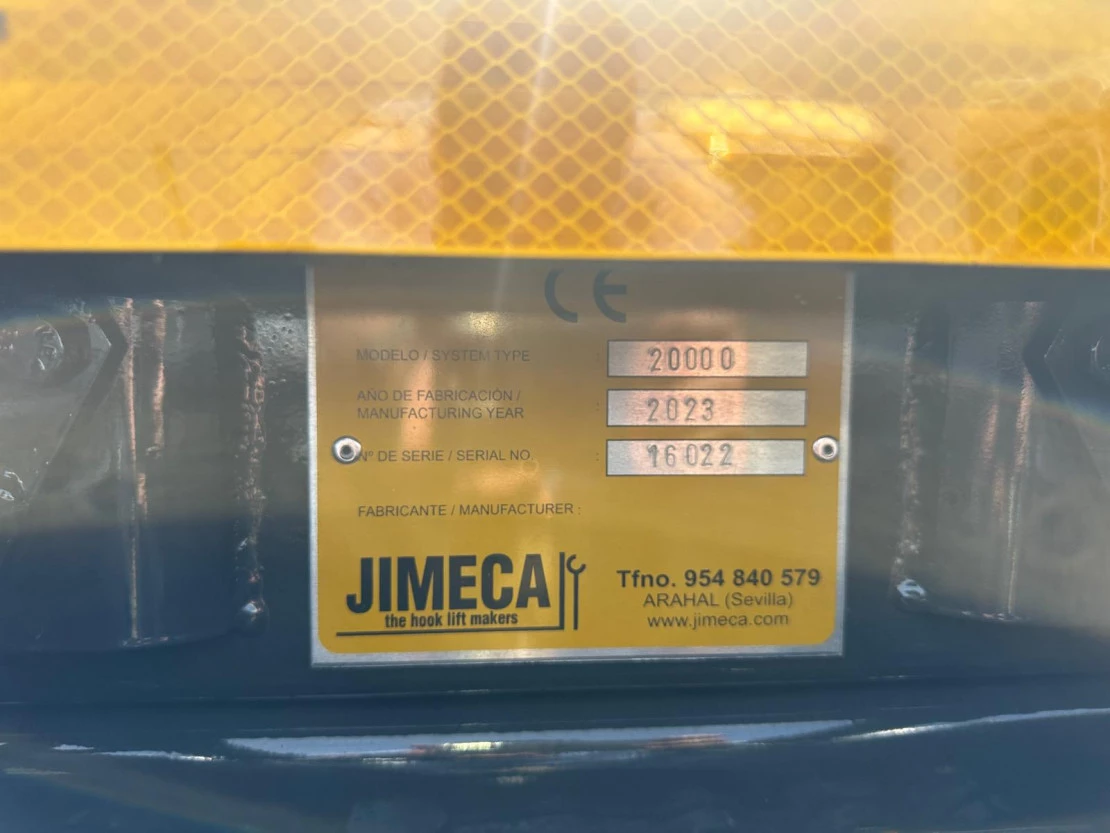 CE
MODELO / SYSTEM TYPE : 20000
AÑO DE FABRICACIÓN /
MANUFACTURING YEAR : 2023
Nº DE SERIE / SERIAL NO : 16022
FABRICANTE / MANUFACTURER :
JIMECA
the hook lift makers
Tfno. 954 840 579
ARAHAL (Sevilla)
www.jimeca.com